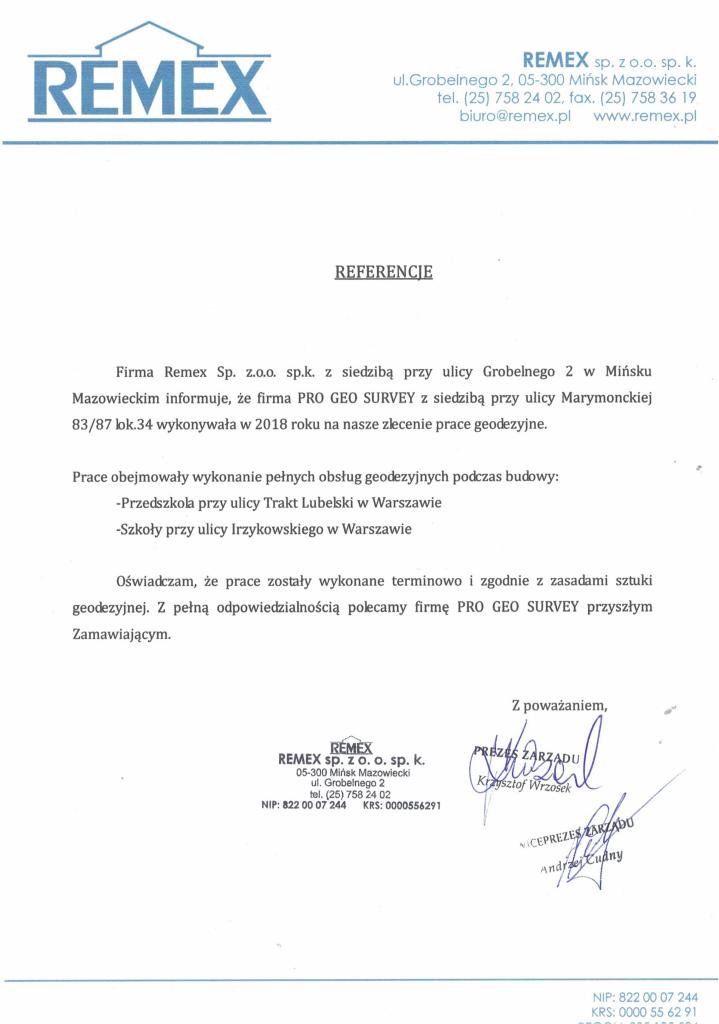 REMEX
REMEX sp. z o.o. sp. k.
ul.Grobelnego 2, 05-300 Mińsk Mazowiecki
tel. (25) 758 24 02, fax. (25) 758 36 19
biuro@remex.pl www.remex.pl
REFERENCJE
Firma Remex Sp. z.o.o. sp.k. z siedzibą przy ulicy Grobelnego 2 w Mińsku
Mazowieckim informuje, że firma PRO GEO SURVEY z siedzibą przy ulicy Marymonckiej
83/87 lok.34 wykonywała w 2018 roku na nasze zlecenie prace geodezyjne.
Prace obejmowały wykonanie pełnych obsług geodezyjnych podczas budowy:
-Przedszkola przy ulicy Trakt Lubelski w Warszawie
-Szkoły przy ulicy Irzykowskiego w Warszawie
Oświadczam, że prace zostały wykonane terminowo i zgodnie z zasadami sztuki
geodezyjnej. Z pełną odpowiedzialnością polecamy firmę PRO GEO SURVEY przyszłym
Zamawiającym.
Z poważaniem,
REMEX
REMEX sp. z o. o. sp. k.
05-300 Mińsk Mazowiecki
ul. Grobelnego 2
tel. (25) 758 24 02
NIP: 822 00 07 244 KRS: 0000556291
PREZES ZARZĄDU
Krzysztof Wrzosek
WICEPREZES ZARZĄDU
Andrzej Cudny
NIP: 822 00 07 244
KRS: 0000 55 62 91